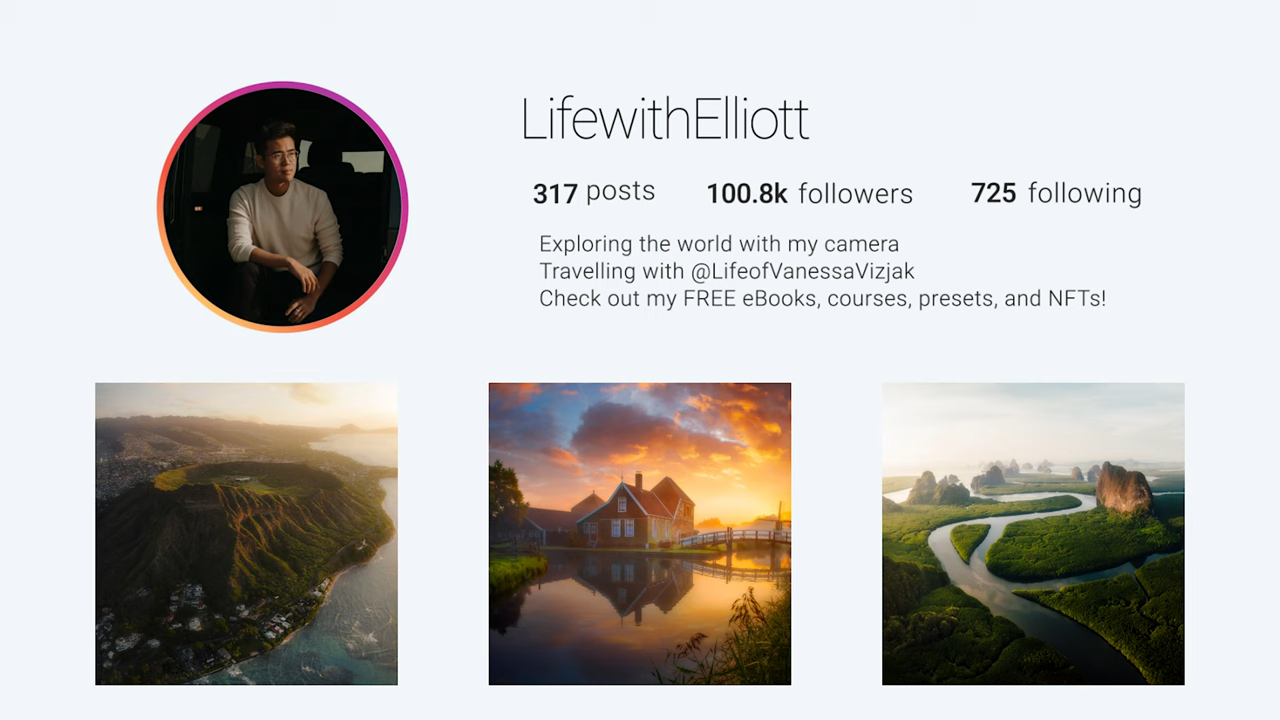 LifewithElliott
317 posts 100.8k followers 725 following
Exploring the world with my camera
Travelling with @LifeofVanessaVizjak
Check out my FREE eBooks, courses, presets, and NFTs!